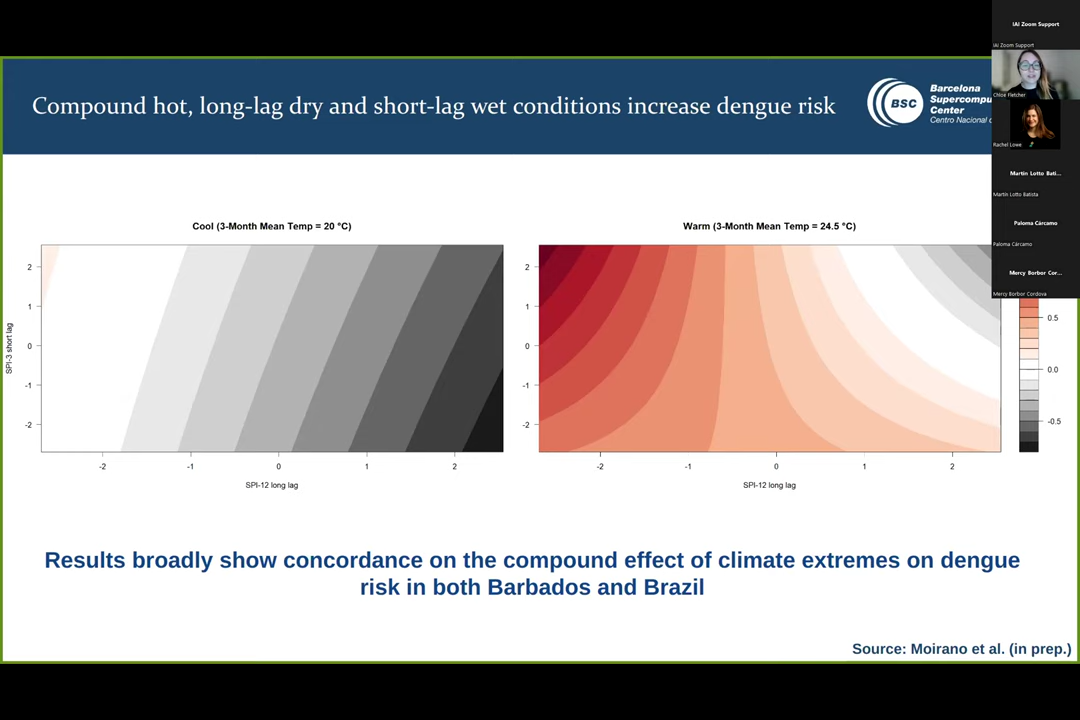 IAI Zoom Support
IAI Zoom Support
Chloe Fletcher
Rachel Lowe
Martín Lotto Bati...
Martín Lotto Batista
Paloma Cárcamo
Paloma Cárcamo
Mercy Borbor Cor...
Mercy Borbor Cordova
Compound hot, long-lag dry and short-lag wet conditions increase dengue risk
BSC
Barcelona
Supercompu
Center
Centro Nacional
Cool (3-Month Mean Temp = 20 °C)
Warm (3-Month Mean Temp = 24.5 °C)
SPI-3 short lag
2
1
0
-1
-2
-2
-1
0
1
2
SPI-12 long lag
2
1
0
-1
-2
-2
-1
0
1
2
SPI-12 long lag
0.5
0.0
-0.5
Results broadly show concordance on the compound effect of climate extremes on dengue
risk in both Barbados and Brazil
Source: Moirano et al. (in prep.)